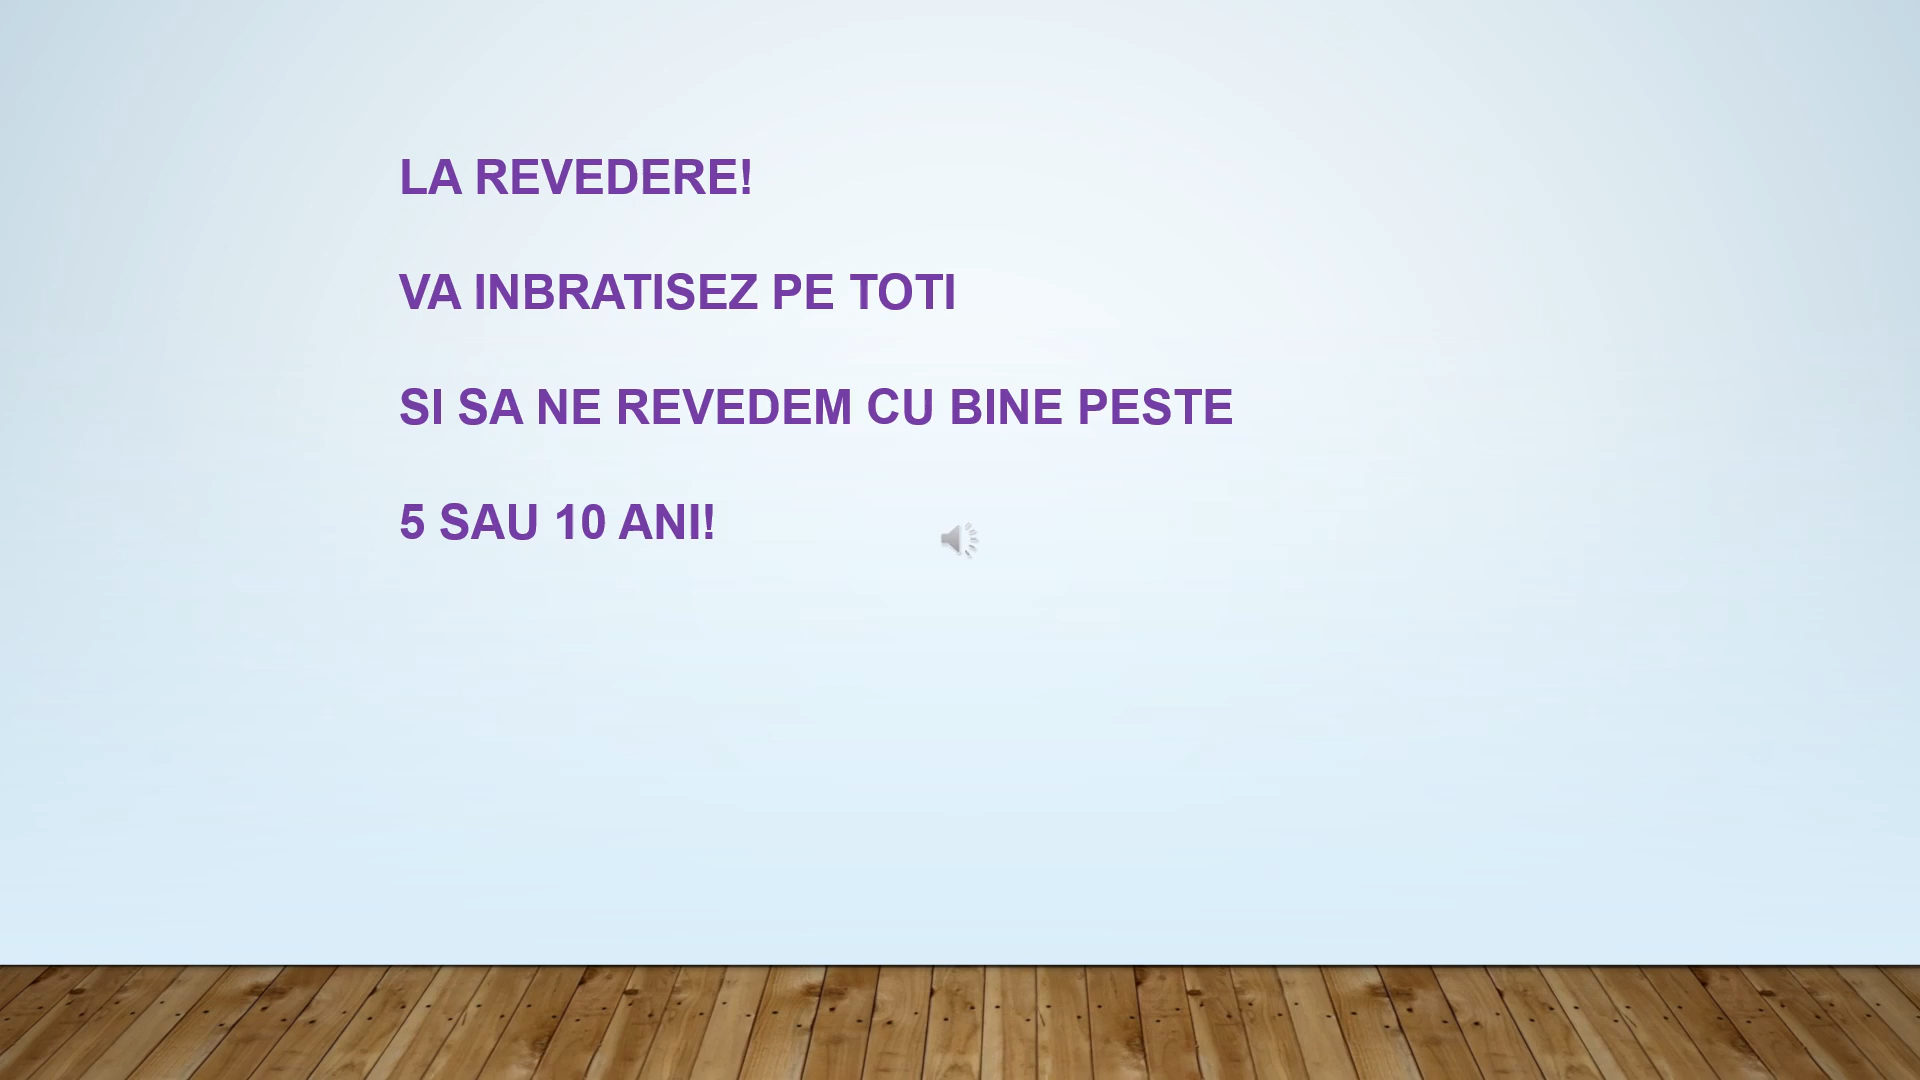 LA REVEDERE!
VA INBRATISEZ PE TOTI
SI SA NE REVEDEM CU BINE PESTE
5 SAU 10 ANI!